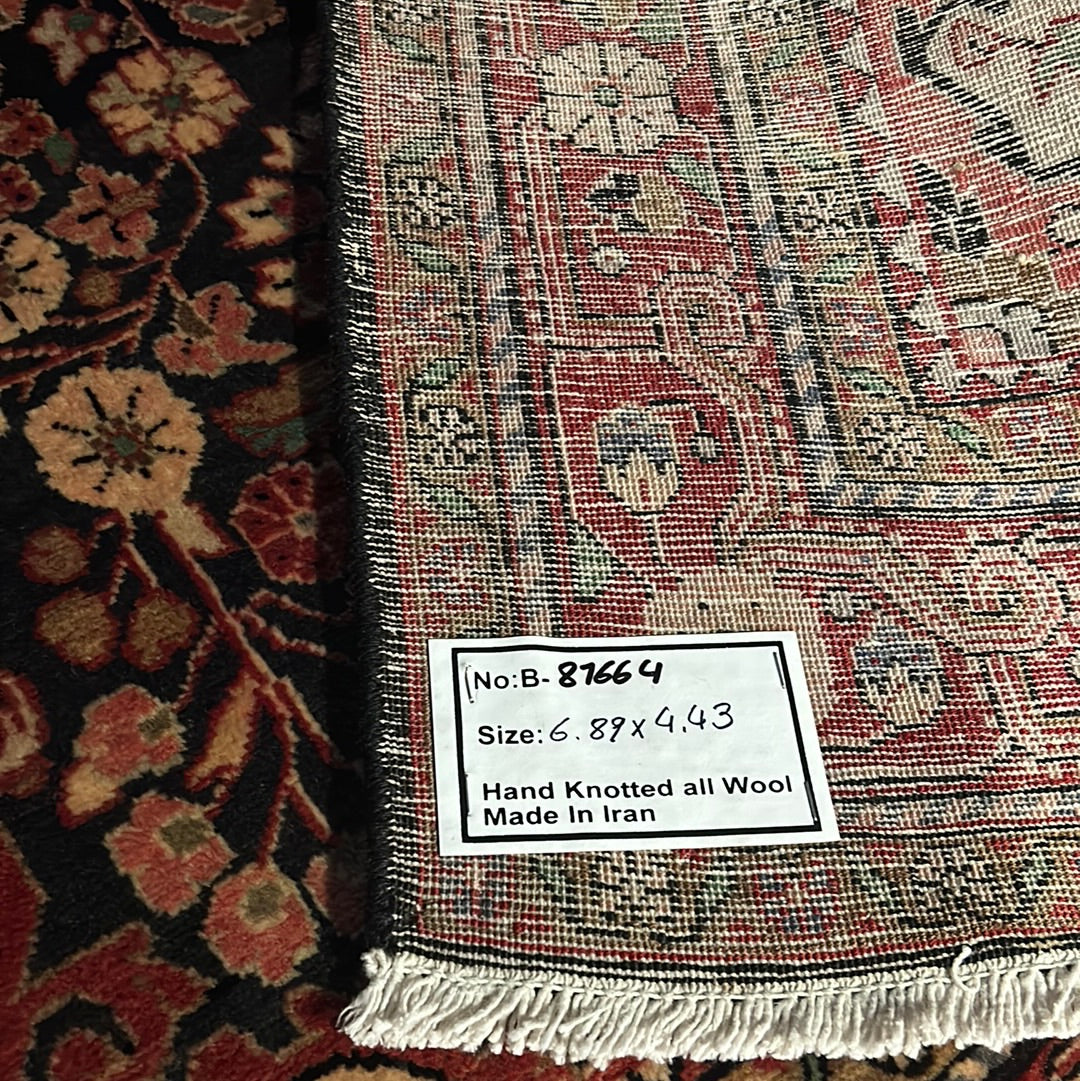 No:B-87664
Size:6.89x4.43
Hand Knotted all Wool
Made In Iran